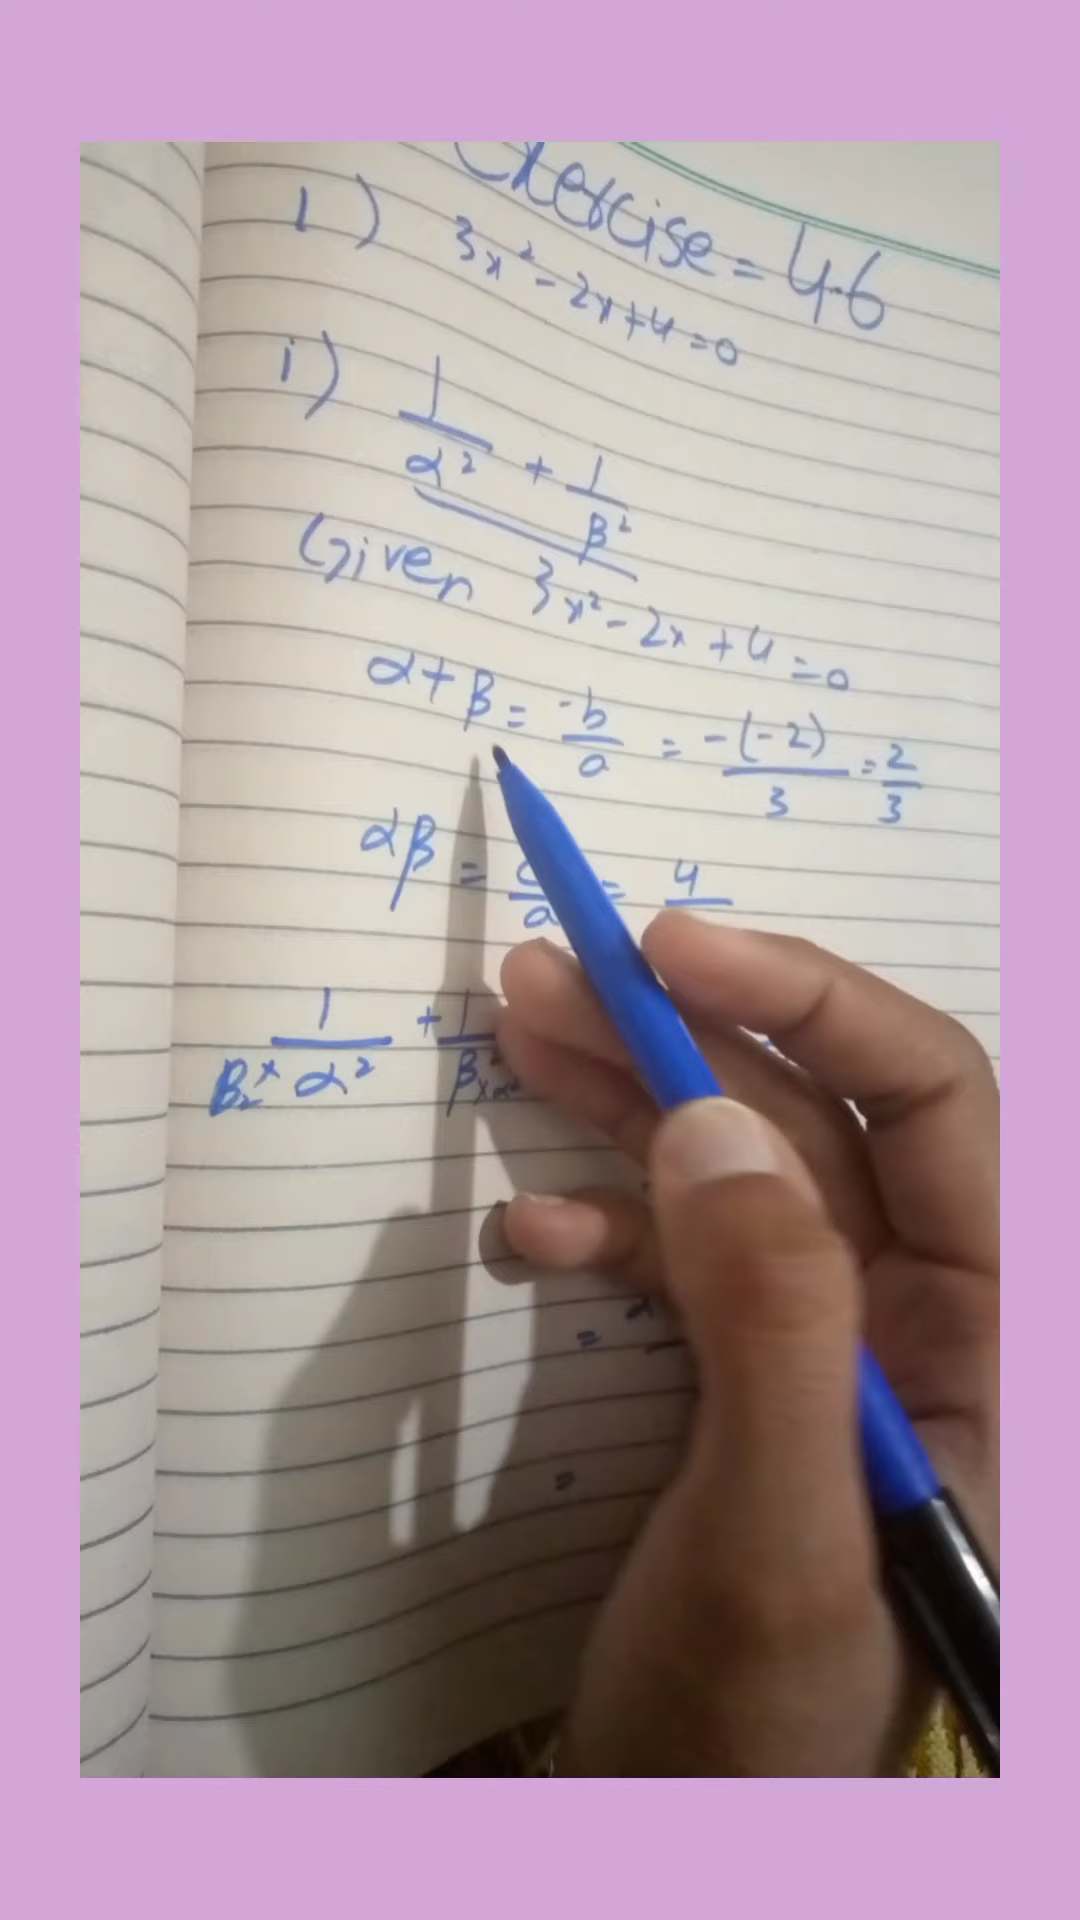 Exercise = 4.6
1) 3x² - 2x + 4 = 0
i) 1/α² + 1/β²
Given 3x² - 2x + 4 = 0
α + β = -b/a = -(-2)/3 = 2/3
αβ = c/a = 4
1/β²×α² + 1/β²×α²
= α
=